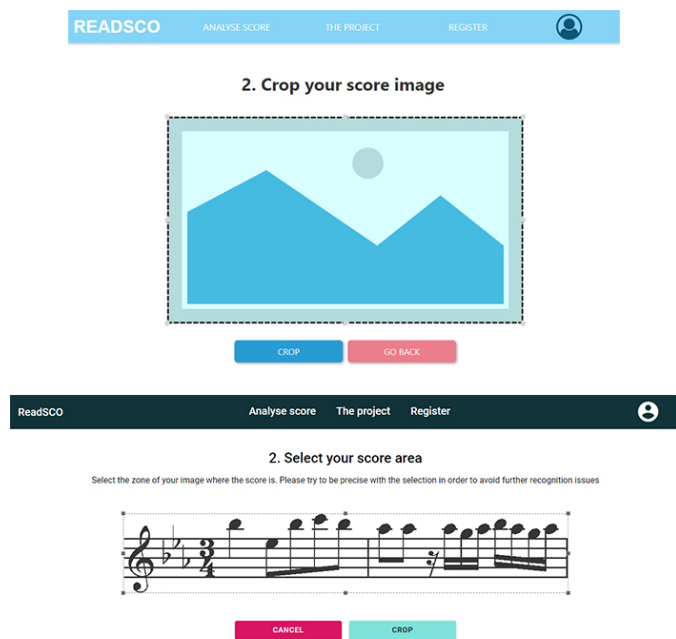 READSCO ANALYSE SCORE THE PROJECT REGISTER
2. Crop your score image
CROP GO BACK
ReadSCO Analyse score The project Register
2. Select your score area
Select the zone of your image where the score is. Please try to be precise with the selection in order to avoid further recognition issues
3
4
CANCEL CROP